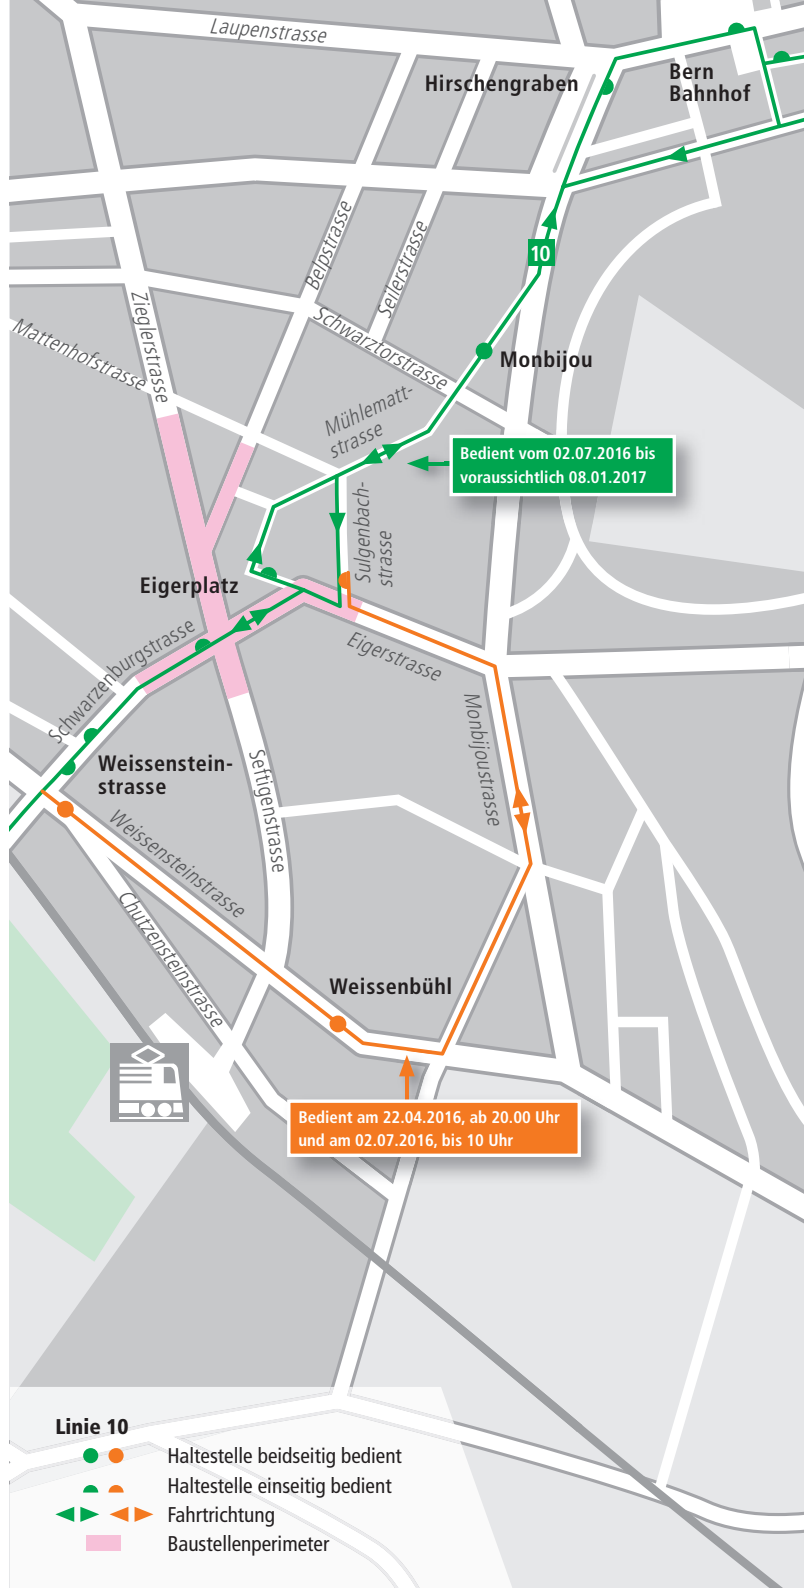 Laupenstrasse
Hirschengraben
Bern
Bahnhof
Belpstrasse
Seilerstrasse
10
Zieglerstrasse
Schwarztorstrasse
Mattenhofstrasse
Monbijou
Mühlematt-
strasse
Bedient vom 02.07.2016 bis
voraussichtlich 08.01.2017
Sulgenbach-
strasse
Eigerplatz
Schwarzenburgstrasse
Eigerstrasse
Monbijoustrasse
Weissenstein-
strasse
Seftigenstrasse
Weissensteinstrasse
Chutzensteinstrasse
Weissenbühl
Bedient am 22.04.2016, ab 20.00 Uhr
und am 02.07.2016, bis 10 Uhr
Linie 10
Haltestelle beidseitig bedient
Haltestelle einseitig bedient
Fahrtrichtung
Baustellenperimeter